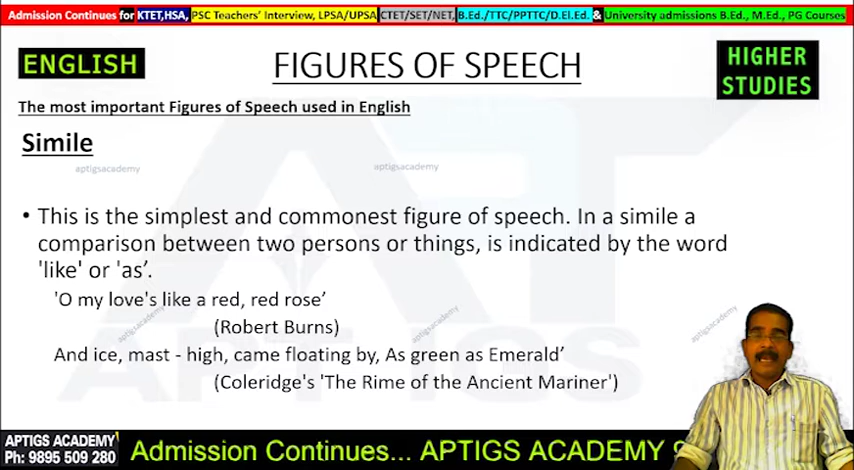 Admission Continues for KTET,HSA, PSC Teachers' Interview, LPSA/UPSA CTET/SET/NET, B.Ed./TTC/PPTTC/D.El.Ed. & University admissions B.Ed., M.Ed., PG Courses
ENGLISH
FIGURES OF SPEECH
HIGHER
STUDIES
The most important Figures of Speech used in English
Simile
aptigsacademy
aptigsacademy
• This is the simplest and commonest figure of speech. In a simile a
comparison between two persons or things, is indicated by the word
'like' or 'as’.
'O my love's like a red, red rose’
(Robert Burns)
And ice, mast - high, came floating by, As green as Emerald’
(Coleridge's 'The Rime of the Ancient Mariner')
aptigsacademy
aptigsacademy
aptigsacademy
APTIGS
APTIGS ACADEMY
Ph: 9895 509 280
Admission Continues... APTIGS ACADEMY 9